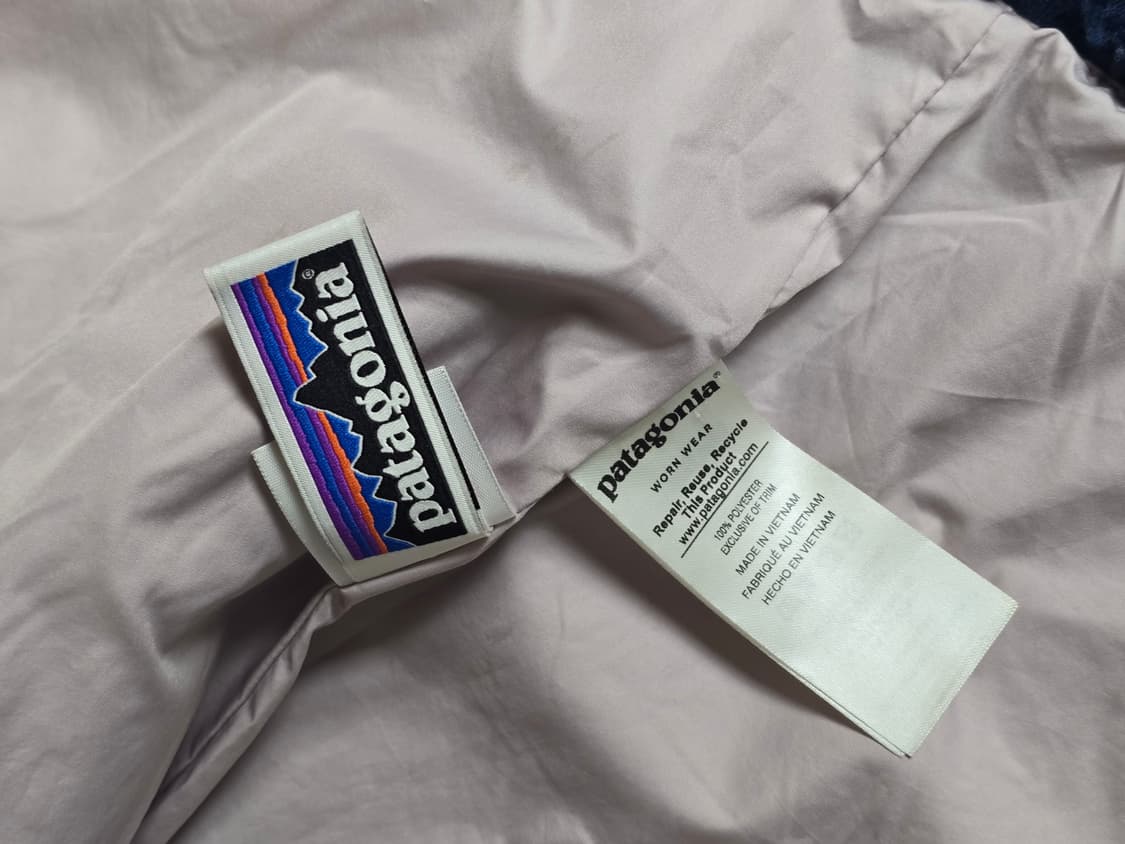 patagonia®
patagonia®
WORN WEAR
Repair, Reuse, Recycle
This Product
www.patagonia.com
100% POLYESTER
EXCLUSIVE OF TRIM
MADE IN VIETNAM
FABRIQUÉ AU VIETNAM
HECHO EN VIETNAM